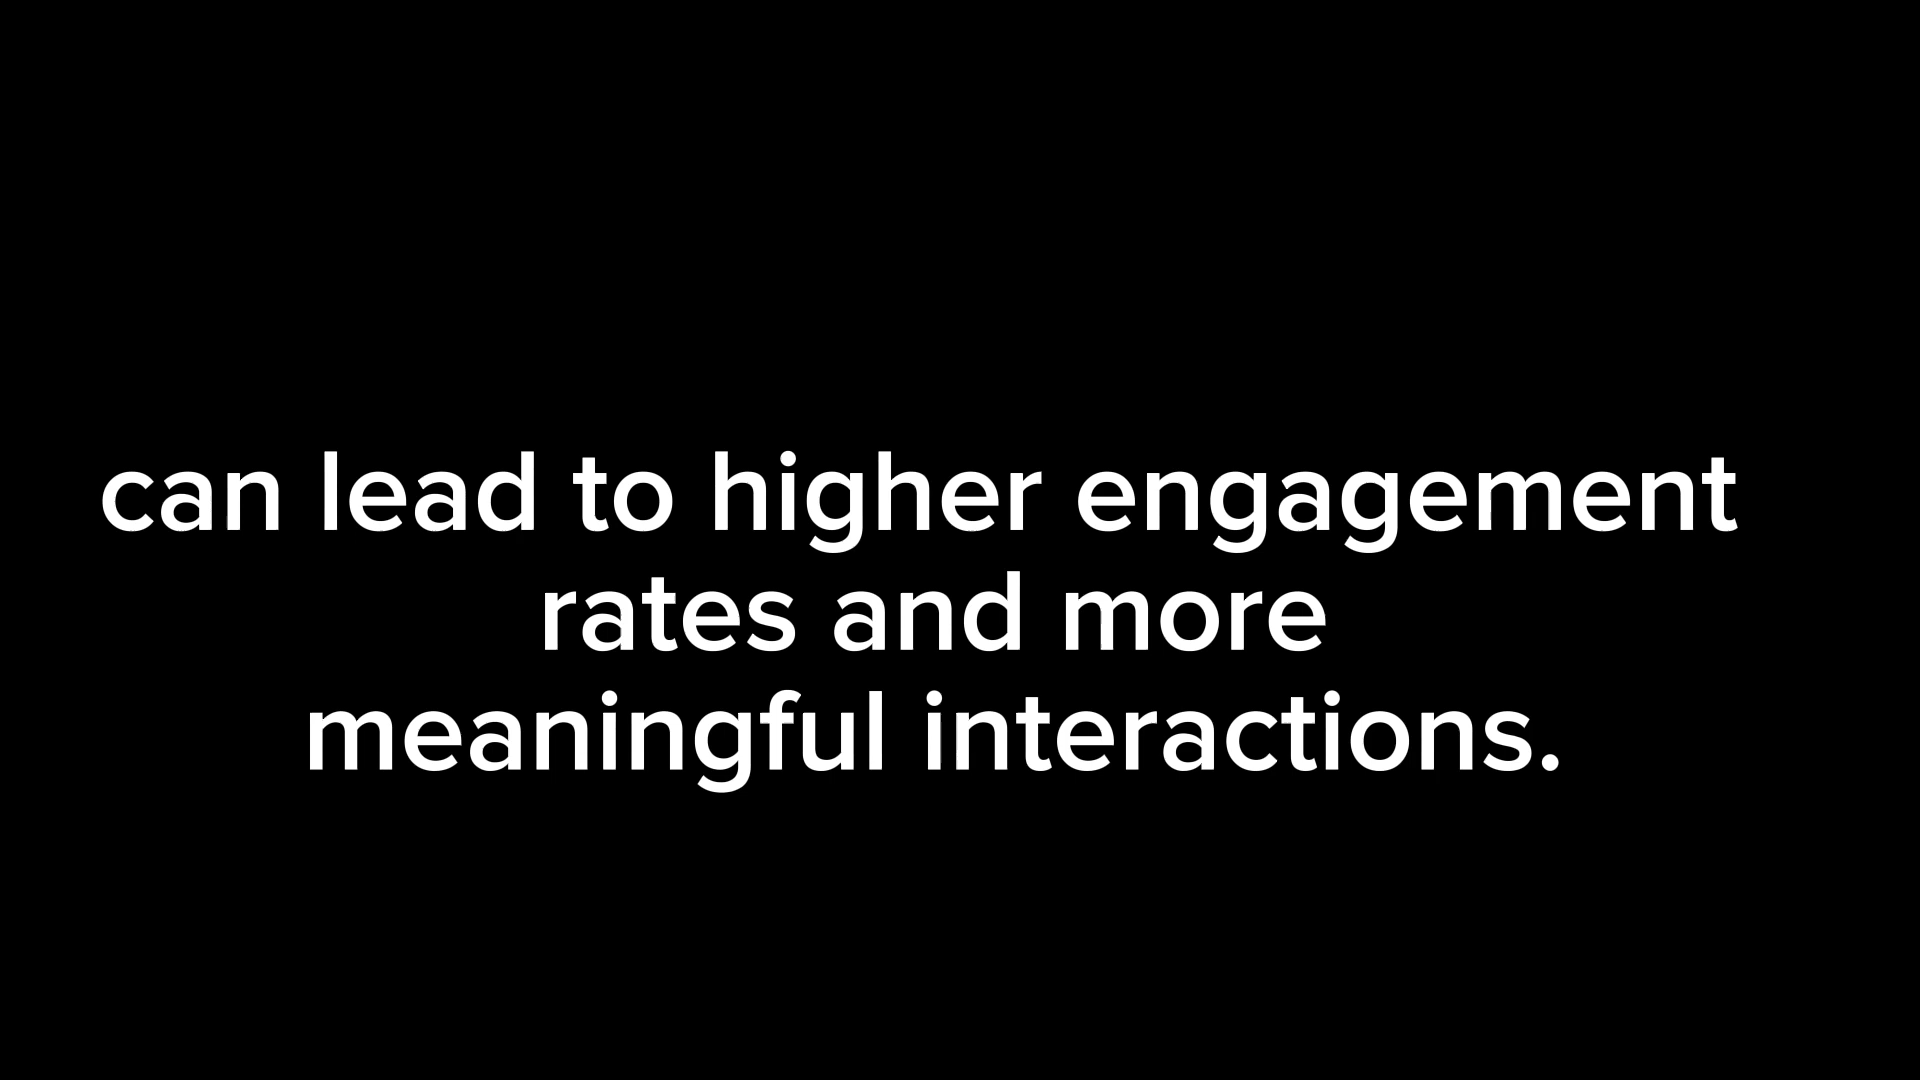 can lead to higher engagement
rates and more
meaningful interactions.